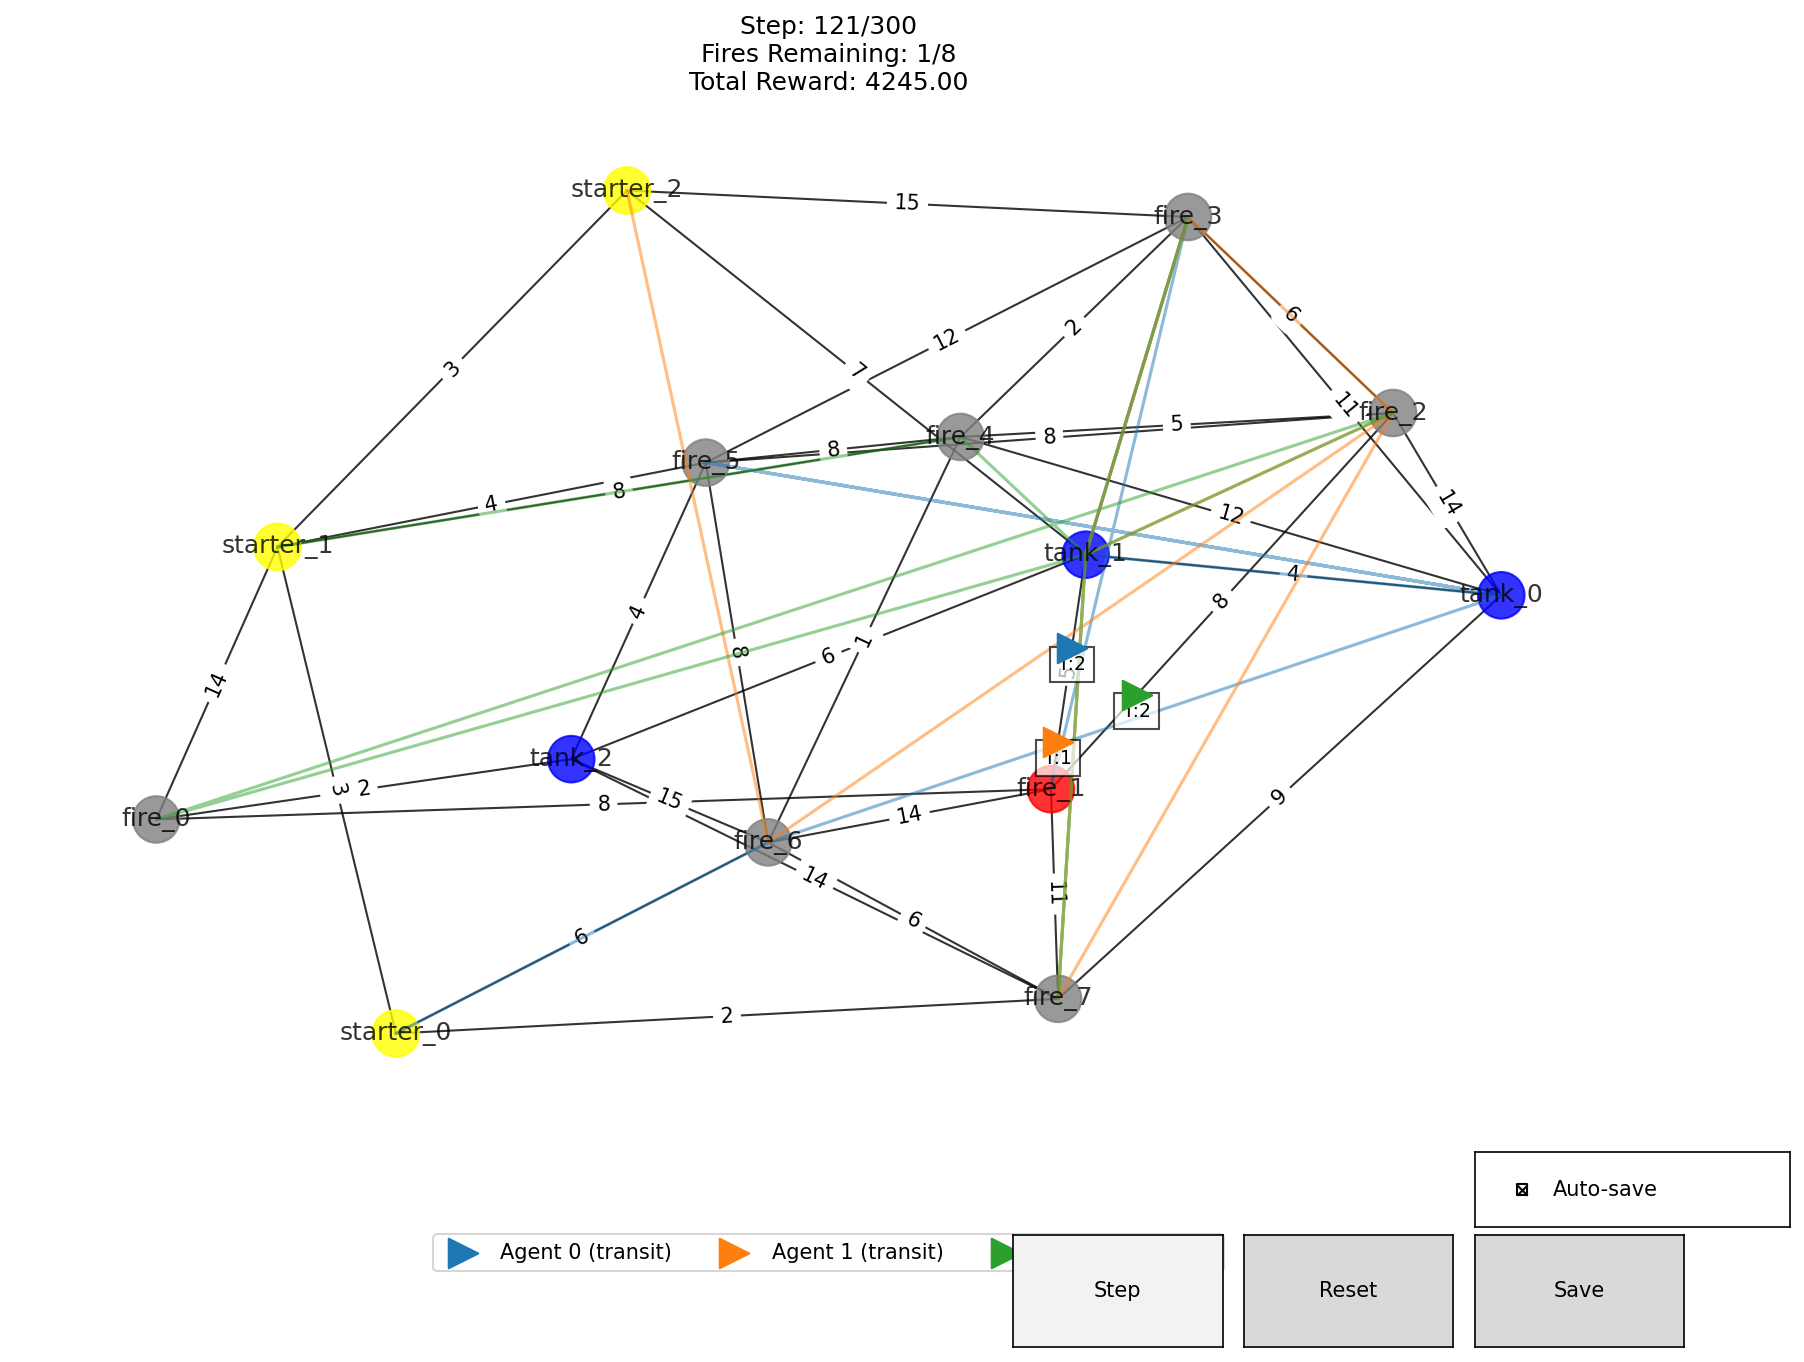 Step: 121/300
Fires Remaining: 1/8
Total Reward: 4245.00
starter_2
15
fire_3
6
2
12
3
7
11
fire_2
5
8
fire_4
8
fire_5
8
4
14
12
starter_1
tank_1
4
tank_0
8
4
8
1
6
T:2
5
14
T:2
T:1
tank_2
fire_1
3
2
15
8
9
14
fire_0
fire_6
14
11
6
6
fire_7
2
starter_0
Auto-save
Agent 0 (transit)
Agent 1 (transit)
Step
Reset
Save